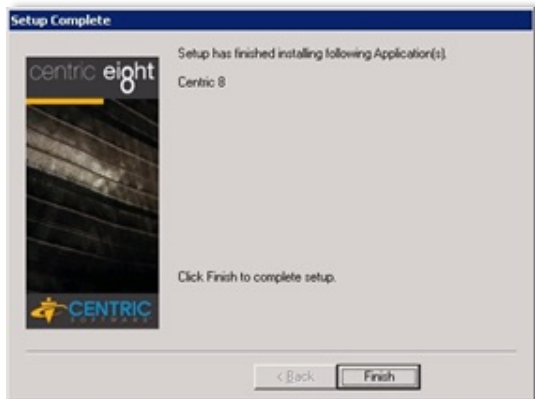 Setup Complete
Setup has finished installing following Application(s).
centric eight
Centric 8
Click Finish to complete setup.
CENTRIC
SOFTWARE
< Back
Finish